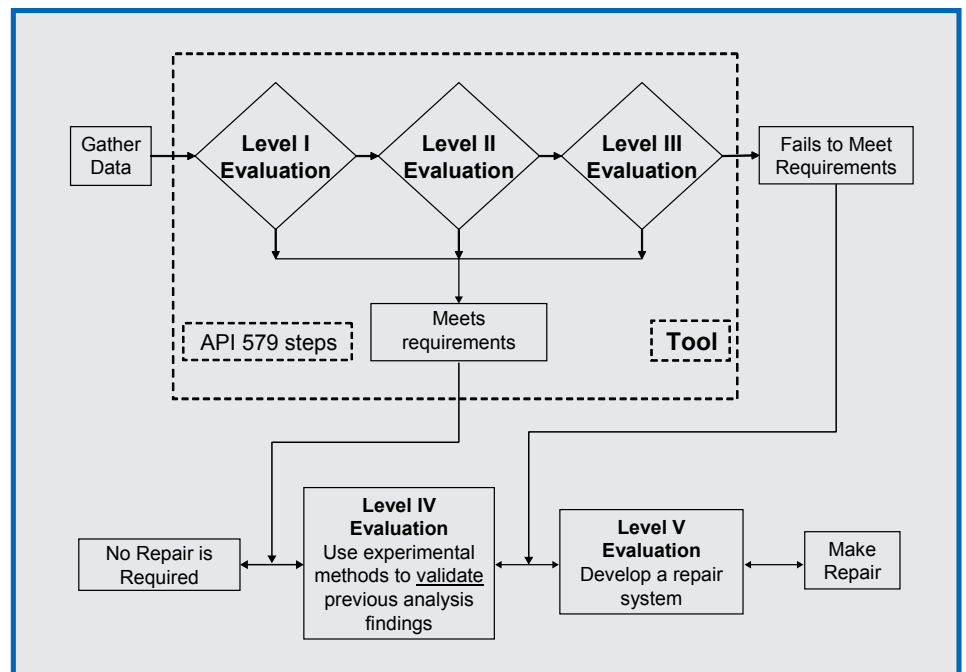 Gather
Data
Level I
Evaluation
Level II
Evaluation
Level III
Evaluation
Fails to Meet
Requirements
Meets
requirements
API 579 steps
Tool
No Repair is
Required
Level IV
Evaluation
Use experimental
methods to validate
previous analysis
findings
Level V
Evaluation
Develop a repair
system
Make
Repair